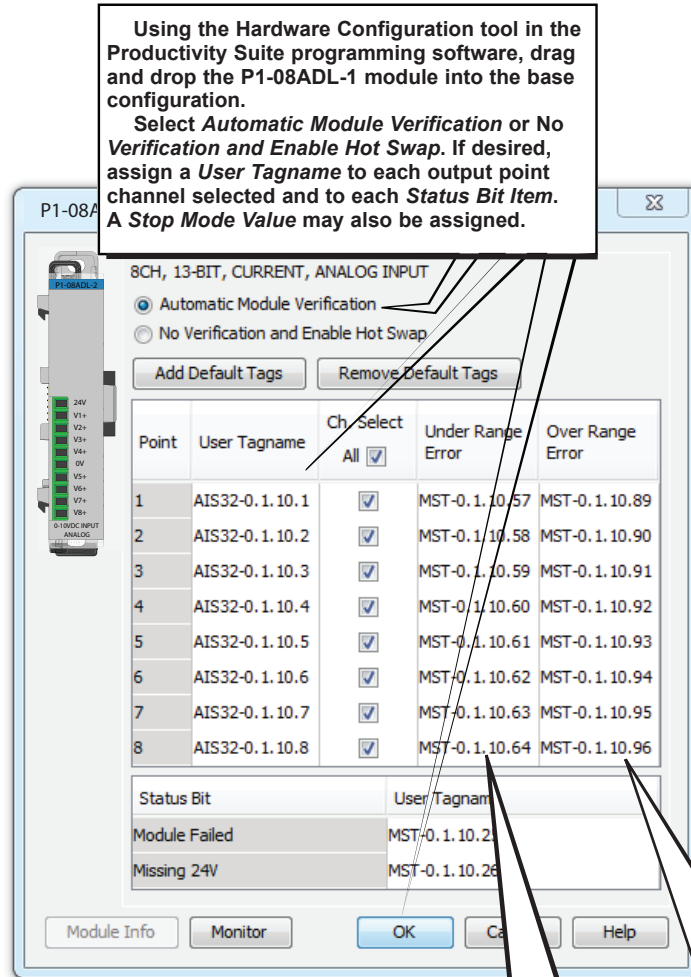 Using the Hardware Configuration tool in the
Productivity Suite programming software, drag
and drop the P1-08ADL-1 module into the base
configuration.
Select Automatic Module Verification or No
Verification and Enable Hot Swap. If desired,
assign a User Tagname to each output point
channel selected and to each Status Bit Item.
A Stop Mode Value may also be assigned.
P1-08A
8CH, 13-BIT, CURRENT, ANALOG INPUT
Automatic Module Verification
No Verification and Enable Hot Swap
Add Default Tags Remove Default Tags
P1-08ADL-2
24V
V1+
V2+
V3+
V4+
0V
V5+
V6+
V7+
V8+
0-10VDC INPUT
ANALOG
Point User Tagname Ch. Select All Under Range Error Over Range Error
1 AIS32-0.1.10.1 MST-0.1.10.57 MST-0.1.10.89
2 AIS32-0.1.10.2 MST-0.1.10.58 MST-0.1.10.90
3 AIS32-0.1.10.3 MST-0.1.10.59 MST-0.1.10.91
4 AIS32-0.1.10.4 MST-0.1.10.60 MST-0.1.10.92
5 AIS32-0.1.10.5 MST-0.1.10.61 MST-0.1.10.93
6 AIS32-0.1.10.6 MST-0.1.10.62 MST-0.1.10.94
7 AIS32-0.1.10.7 MST-0.1.10.63 MST-0.1.10.95
8 AIS32-0.1.10.8 MST-0.1.10.64 MST-0.1.10.96
Status Bit User Tagnam
Module Failed MST-0.1.10.25
Missing 24V MST-0.1.10.26
Module Info Monitor OK Ca Help